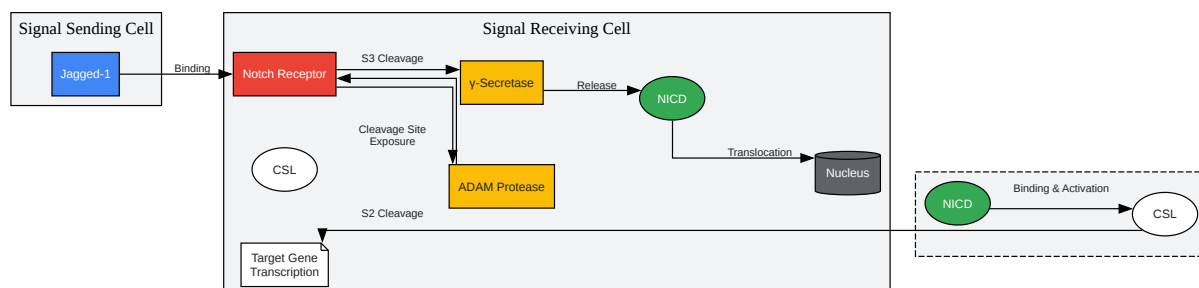 Signal Sending Cell
Signal Receiving Cell
Jagged-1
Binding
Notch Receptor
S3 Cleavage
γ-Secretase
Release
NICD
Cleavage Site
Exposure
CSL
ADAM Protease
Translocation
Nucleus
S2 Cleavage
Target Gene
Transcription
NICD
Binding & Activation
CSL